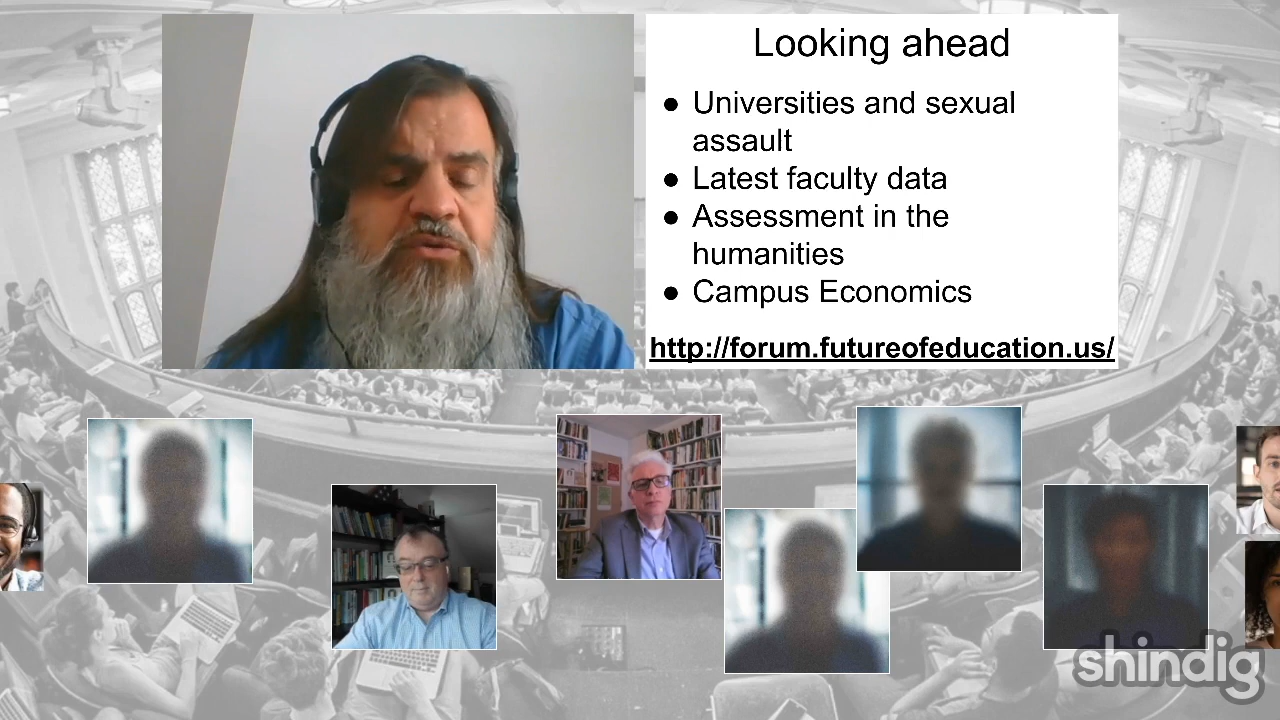 Looking ahead
● Universities and sexual
assault
● Latest faculty data
● Assessment in the
humanities
● Campus Economics
http://forum.futureofeducation.us/
shindig